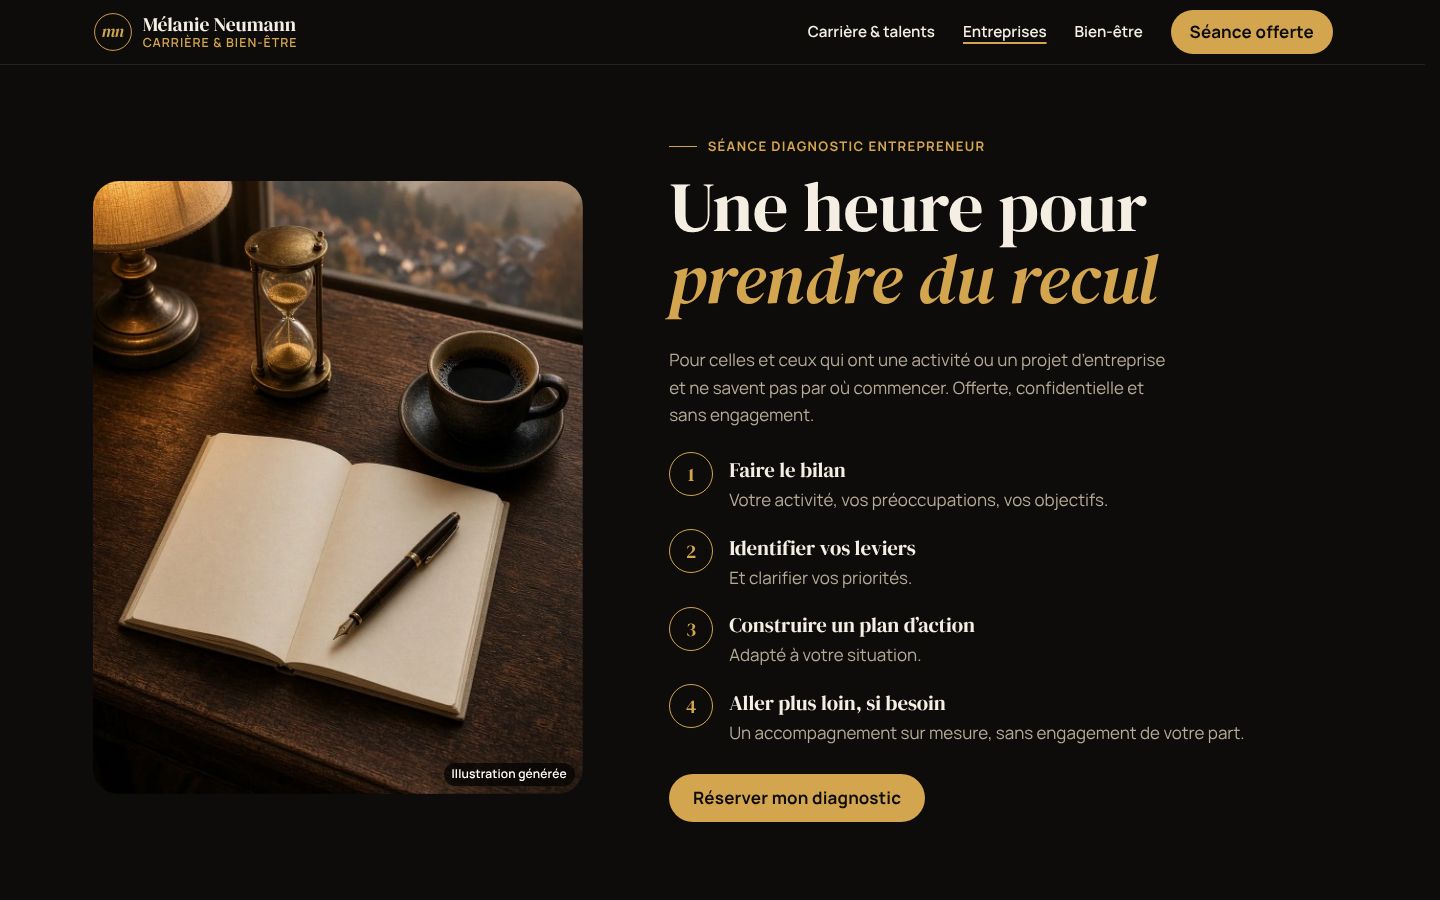 mn
Mélanie Neumann
CARRIÈRE & BIEN-ÊTRE
Carrière & talents
Entreprises
Bien-être
Séance offerte
SÉANCE DIAGNOSTIC ENTREPRENEUR
Une heure pour
prendre du recul
Pour celles et ceux qui ont une activité ou un projet d'entreprise
et ne savent pas par où commencer. Offerte, confidentielle et
sans engagement.
1
Faire le bilan
Votre activité, vos préoccupations, vos objectifs.
2
Identifier vos leviers
Et clarifier vos priorités.
3
Construire un plan d’action
Adapté à votre situation.
4
Aller plus loin, si besoin
Un accompagnement sur mesure, sans engagement de votre part.
Réserver mon diagnostic
Illustration générée